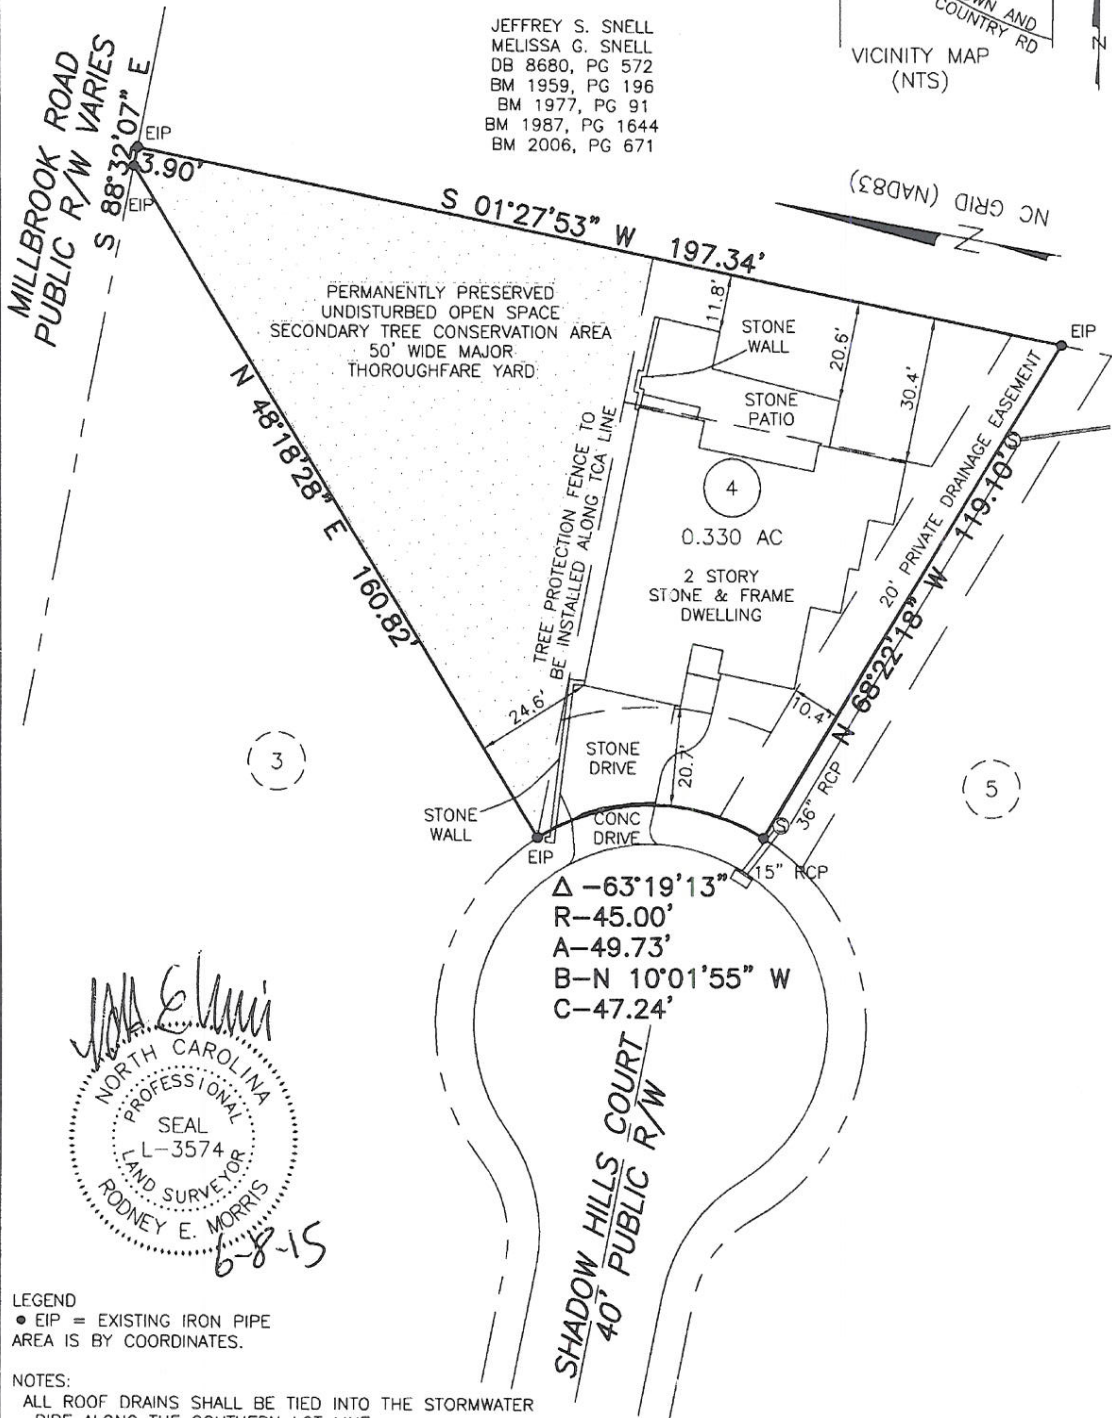 JEFFREY S. SNELL
MELISSA G. SNELL
DB 8680, PG 572
BM 1959, PG 196
BM 1977, PG 91
BM 1987, PG 1644
BM 2006, PG 671
AND
COUNTRY RD
N
VICINITY MAP
(NTS)
NC GRID (NAD83)
N
MILLBROOK ROAD
PUBLIC R/W VARIES
S 88°32'07" E
3.90'
EIP
EIP
S 01°27'53" W 197.34'
EIP
PERMANENTLY PRESERVED
UNDISTURBED OPEN SPACE
SECONDARY TREE CONSERVATION AREA
50' WIDE MAJOR
THOROUGHFARE YARD
N 48°18'28" E 160.82'
11.8'
STONE
WALL
20.6'
30.4'
STONE
PATIO
TREE PROTECTION FENCE TO
BE INSTALLED ALONG TCA LINE
4
0.330 AC
2 STORY
STONE & FRAME
DWELLING
20' PRIVATE DRAINAGE EASEMENT
N 68°22'18" W 119.10'
S
24.6'
10.4'
20.7'
STONE
DRIVE
3
5
STONE
WALL
CONC
DRIVE
EIP
S
36" RCP
15" RCP
Δ -63°19'13"
R-45.00'
A-49.73'
B-N 10°01'55" W
C-47.24'
SHADOW HILLS COURT
40' PUBLIC R/W
NORTH CAROLINA
PROFESSIONAL
SEAL
L-3574
LAND SURVEYOR
RODNEY E. MORRIS
6-8-15
LEGEND
● EIP = EXISTING IRON PIPE
AREA IS BY COORDINATES.
NOTES:
ALL ROOF DRAINS SHALL BE TIED INTO THE STORMWATER
PIPE ALONG THE SOUTHERN LOT LINE